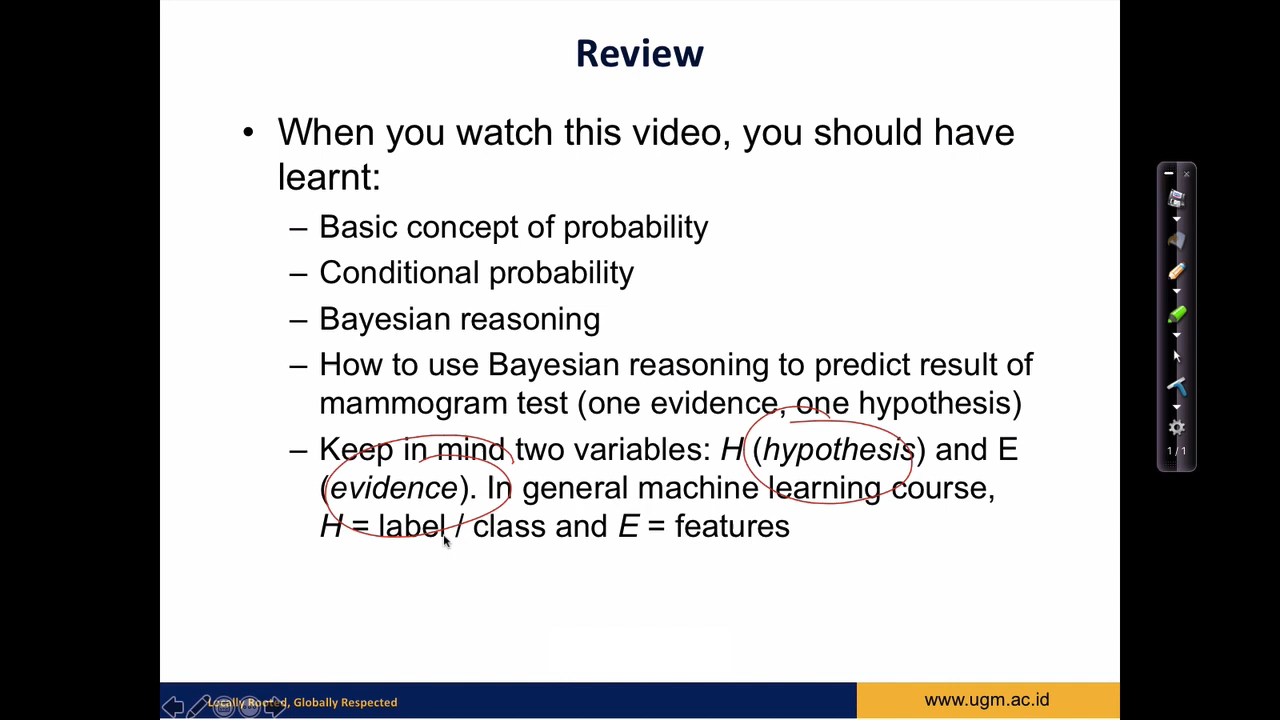 Review
• When you watch this video, you should have
learnt:
– Basic concept of probability
– Conditional probability
– Bayesian reasoning
– How to use Bayesian reasoning to predict result of
mammogram test (one evidence, one hypothesis)
– Keep in mind two variables: H (hypothesis) and E
(evidence). In general machine learning course,
H = label / class and E = features
1/1
Locally Rooted, Globally Respected
www.ugm.ac.id